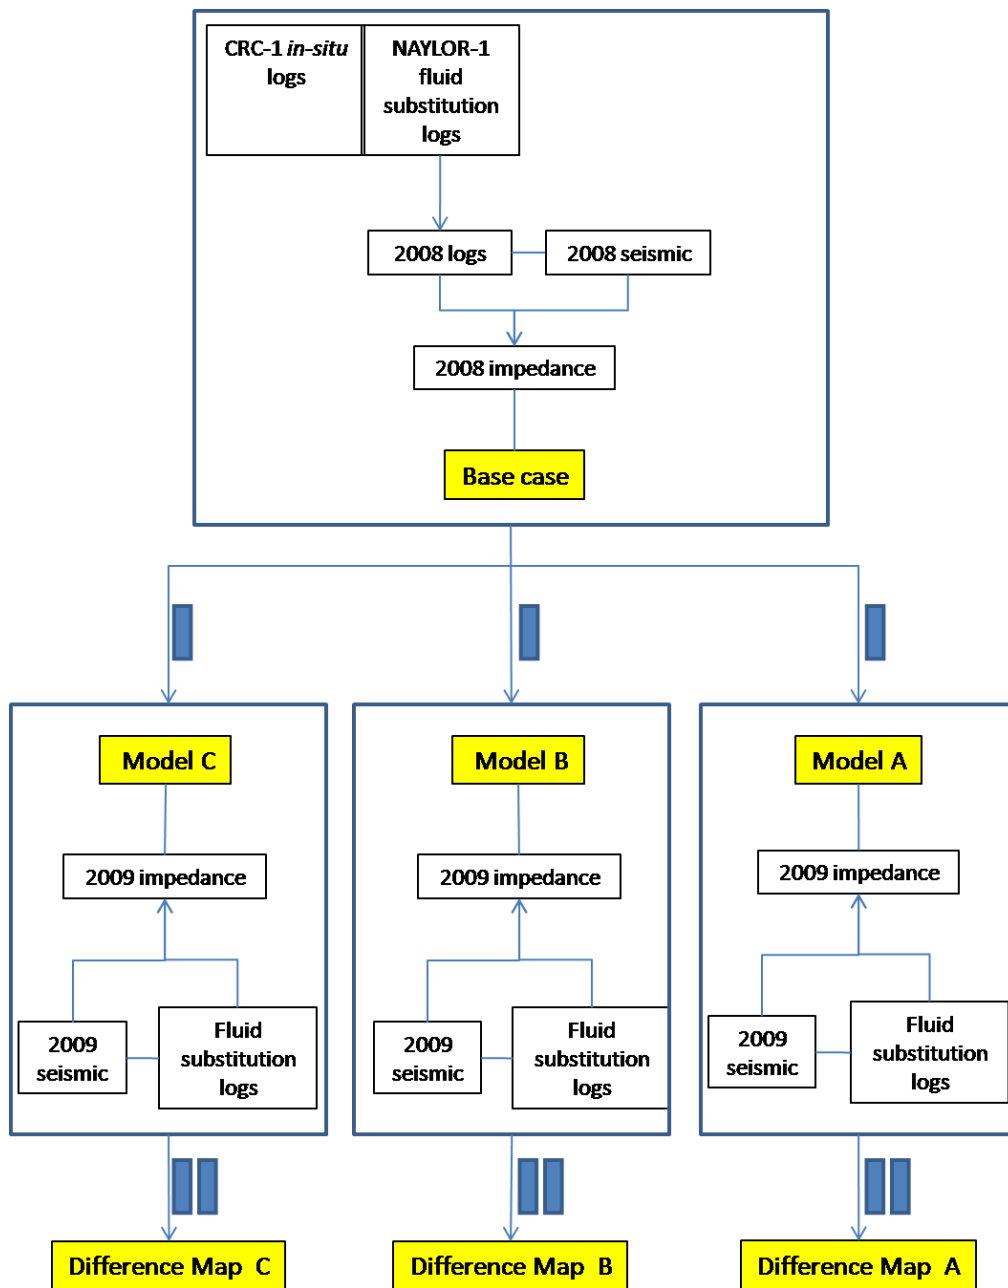 CRC-1 in-situ
logs
NAYLOR-1
fluid
substitution
logs
2008 logs
2008 seismic
2008 impedance
Base case
Model C
Model B
Model A
2009 impedance
2009 impedance
2009 impedance
2009
seismic
Fluid
substitution
logs
2009
seismic
Fluid
substitution
logs
2009
seismic
Fluid
substitution
logs
Difference Map C
Difference Map B
Difference Map A